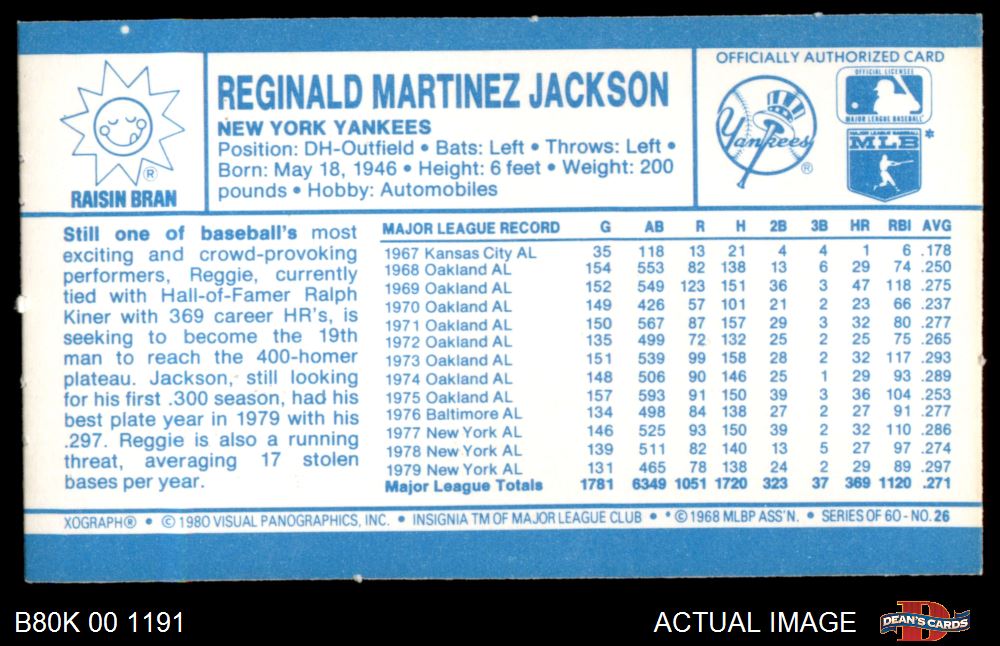 RAISIN BRAN
®
REGINALD MARTINEZ JACKSON
NEW YORK YANKEES
Position: DH-Outfield • Bats: Left • Throws: Left •
Born: May 18, 1946 • Height: 6 feet • Weight: 200
pounds • Hobby: Automobiles
OFFICIALLY AUTHORIZED CARD
Yankees
®
OFFICIAL LICENSEE
MAJOR LEAGUE BASEBALL
MAJOR LEAGUE BASEBALL
MLB
*
Still one of baseball's most
exciting and crowd-provoking
performers, Reggie, currently
tied with Hall-of-Famer Ralph
Kiner with 369 career HR's, is
seeking to become the 19th
man to reach the 400-homer
plateau. Jackson, still looking
for his first .300 season, had his
best plate year in 1979 with his
.297. Reggie is also a running
threat, averaging 17 stolen
bases per year.
MAJOR LEAGUE RECORD G AB R H 2B 3B HR RBI AVG
1967 Kansas City AL 35 118 13 21 4 4 1 6 .178
1968 Oakland AL 154 553 82 138 13 6 29 74 .250
1969 Oakland AL 152 549 123 151 36 3 47 118 .275
1970 Oakland AL 149 426 57 101 21 2 23 66 .237
1971 Oakland AL 150 567 87 157 29 3 32 80 .277
1972 Oakland AL 135 499 72 132 25 2 25 75 .265
1973 Oakland AL 151 539 99 158 28 2 32 117 .293
1974 Oakland AL 148 506 90 146 25 1 29 93 .289
1975 Oakland AL 157 593 91 150 39 3 36 104 .253
1976 Baltimore AL 134 498 84 138 27 2 27 91 .277
1977 New York AL 146 525 93 150 39 2 32 110 .286
1978 New York AL 139 511 82 140 13 5 27 97 .274
1979 New York AL 131 465 78 138 24 2 29 89 .297
Major League Totals 1781 6349 1051 1720 323 37 369 1120 .271
XOGRAPH® • © 1980 VISUAL PANOGRAPHICS, INC. • INSIGNIA TM OF MAJOR LEAGUE CLUB • * © 1968 MLBP ASS'N. • SERIES OF 60 - NO. 26
B80K 00 1191
ACTUAL IMAGE
DEAN'S CARDS